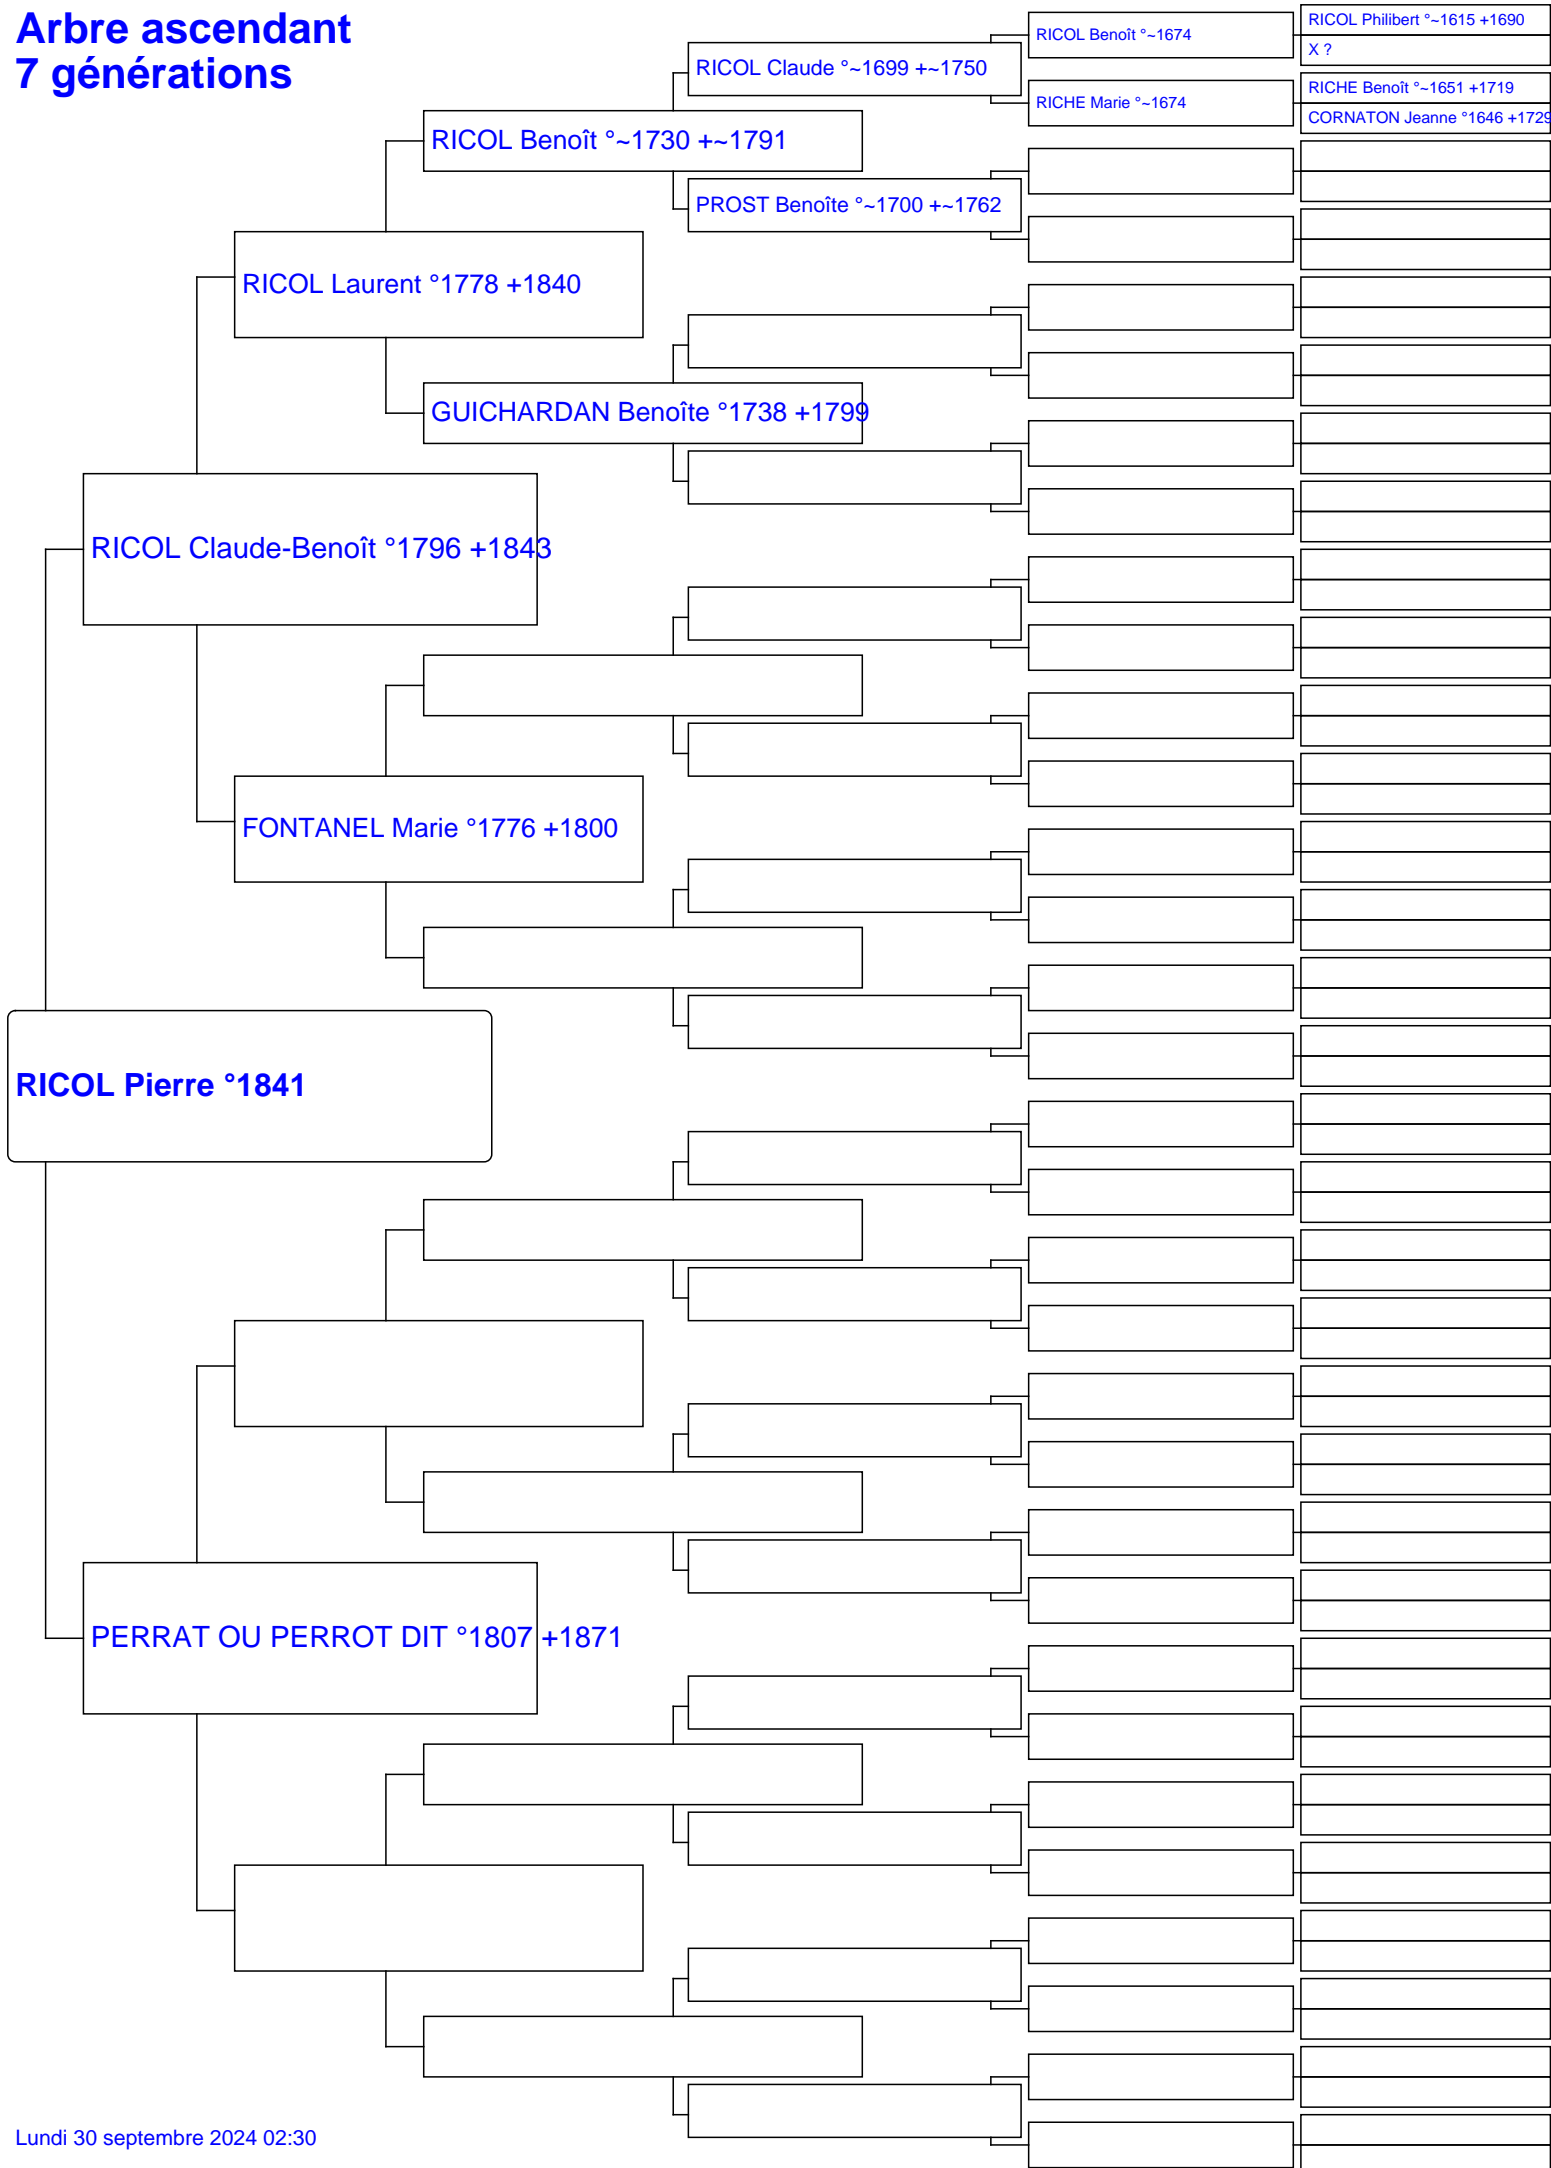 Arbre ascendant
7 générations
RICOL Philibert °~1615 +1690
RICOL Benoît °~1674
X ?
RICOL Claude °~1699 +~1750
RICHE Benoît °~1651 +1719
RICHE Marie °~1674
CORNATON Jeanne °1646 +1729
RICOL Benoît °~1730 +~1791
PROST Benoîte °~1700 +~1762
RICOL Laurent °1778 +1840
GUICHARDAN Benoîte °1738 +1799
RICOL Claude-Benoît °1796 +1843
FONTANEL Marie °1776 +1800
RICOL Pierre °1841
PERRAT OU PERROT DIT °1807 +1871
Lundi 30 septembre 2024 02:30